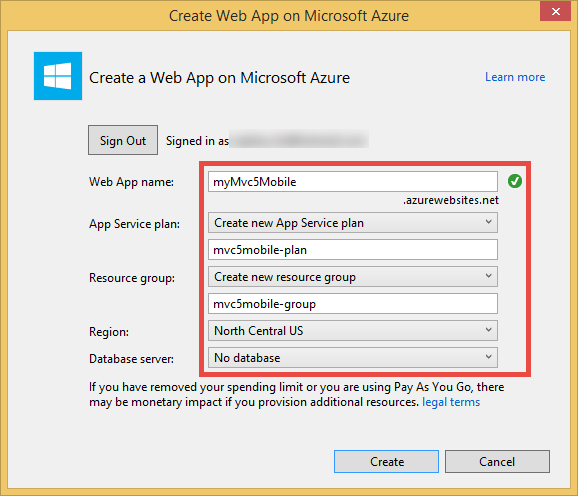 Create Web App on Microsoft Azure
Create a Web App on Microsoft Azure
Learn more
Sign Out Signed in as
Web App name: myMvc5Mobile
.azurewebsites.net
App Service plan: Create new App Service plan
mvc5mobile-plan
Resource group: Create new resource group
mvc5mobile-group
Region: North Central US
Database server: No database
If you have removed your spending limit or you are using Pay As You Go, there
may be monetary impact if you provision additional resources. legal terms
Create Cancel